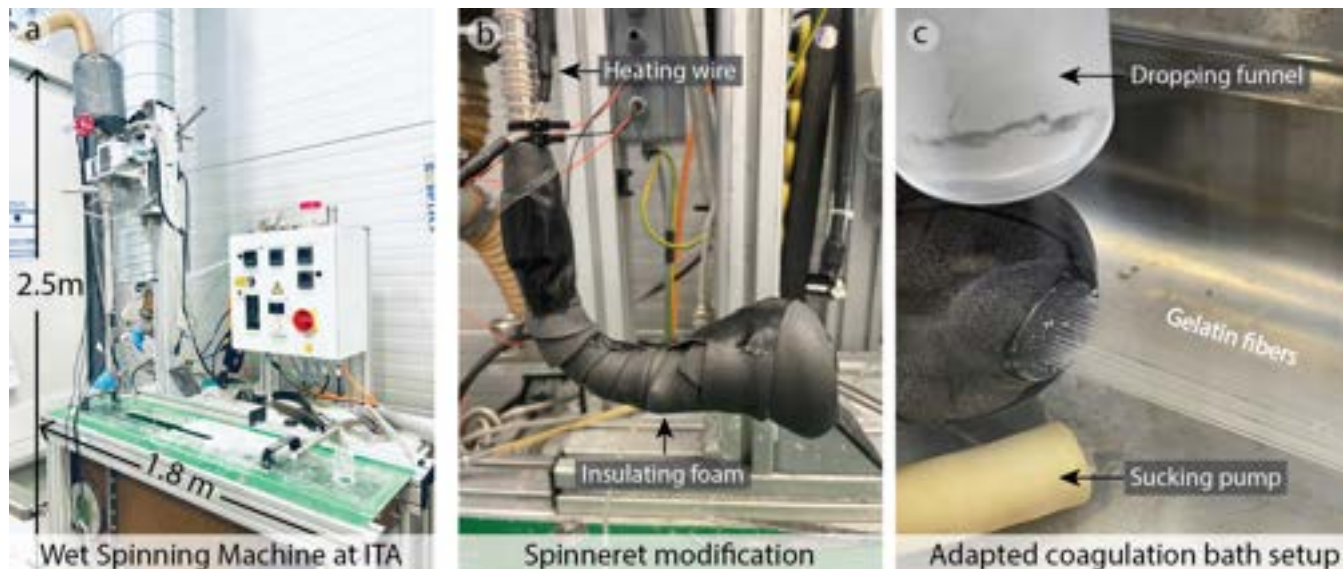 a
2.5m
1.8 m
Wet Spinning Machine at ITA
b
Heating wire
Insulating foam
Spinneret modification
c
Dropping funnel
Gelatin fibers
Sucking pump
Adapted coagulation bath setup